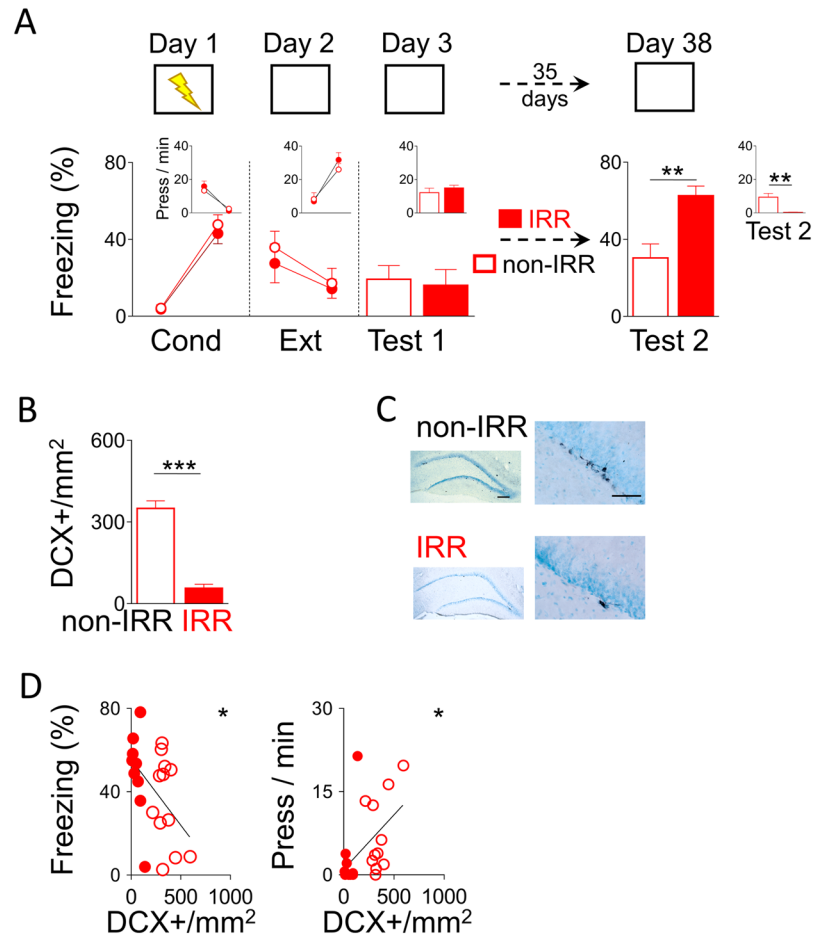 A
Day 1
Day 2
Day 3
35
days
Day 38
Freezing (%)
80
40
0
Press / min
40
20
0
40
20
0
40
20
0
IRR
non-IRR
80
40
0
**
40
20
0
**
Test 2
Cond
Ext
Test 1
Test 2
B
DCX+/mm2
600
300
0
***
non-IRR
IRR
C
non-IRR
IRR
D
Freezing (%)
80
40
0
*
0
500
1000
DCX+/mm2
Press / min
30
15
0
*
0
500
1000
DCX+/mm2